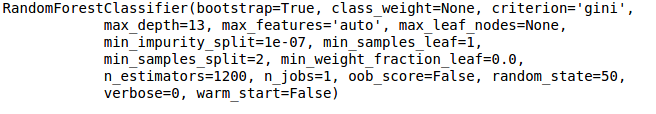 RandomForestClassifier(bootstrap=True, class_weight=None, criterion='gini',
max_depth=13, max_features='auto', max_leaf_nodes=None,
min_impurity_split=1e-07, min_samples_leaf=1,
min_samples_split=2, min_weight_fraction_leaf=0.0,
n_estimators=1200, n_jobs=1, oob_score=False, random_state=50,
verbose=0, warm_start=False)